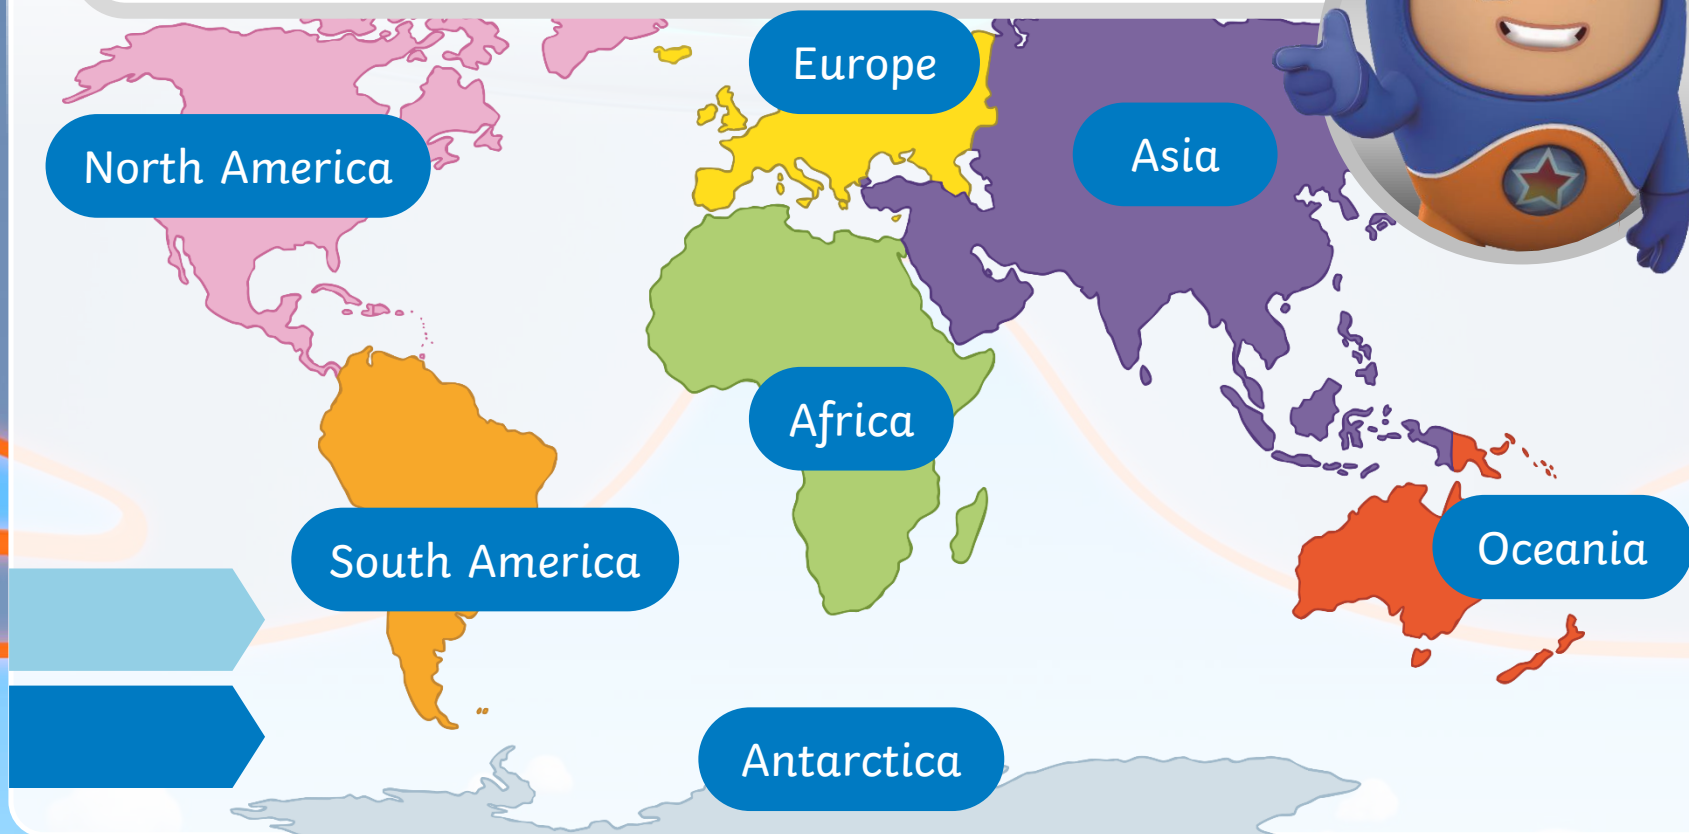 Europe
Asia
North America
Africa
South America
Oceania
Antarctica